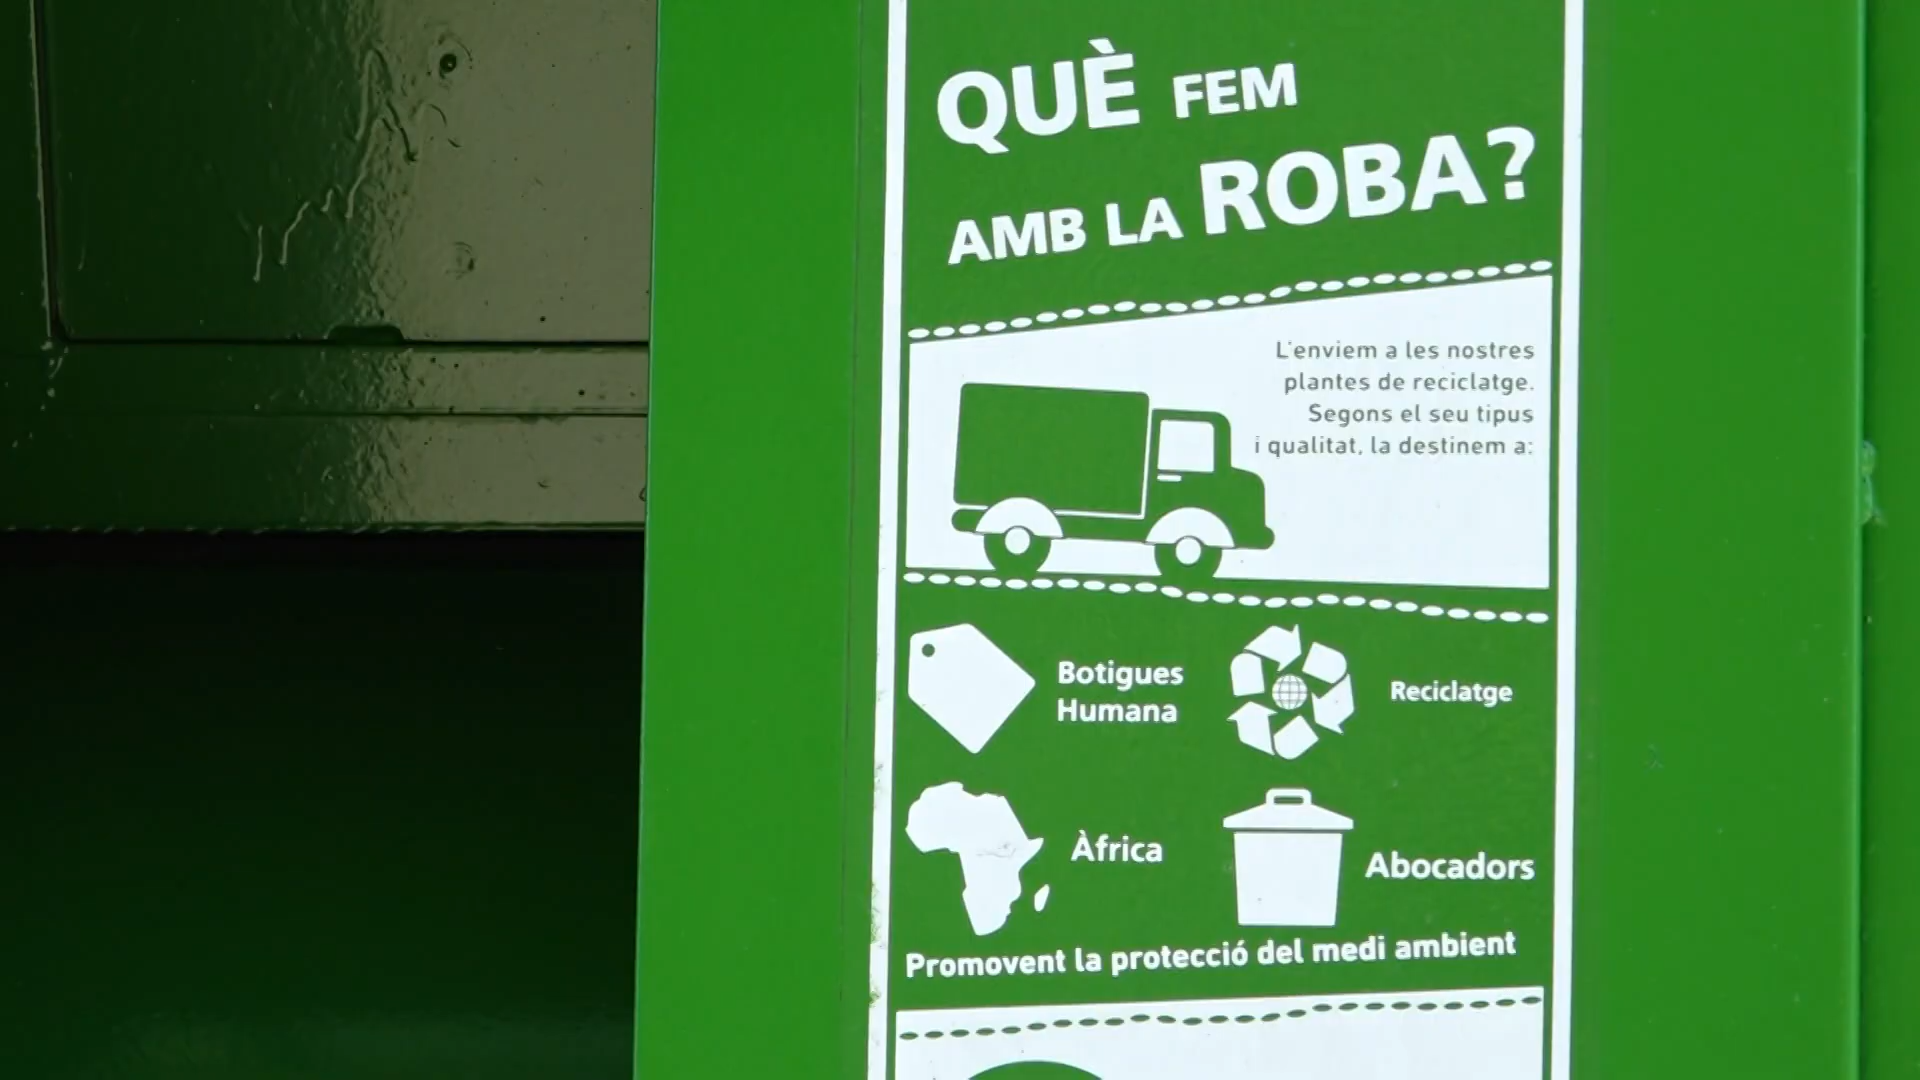 QUÈ FEM
AMB LA ROBA?
L'enviem a les nostres
plantes de reciclatge.
Segons el seu tipus
i qualitat, la destinem a:
Botigues
Humana
Reciclatge
Àfrica
Abocadors
Promovent la protecció del medi ambient